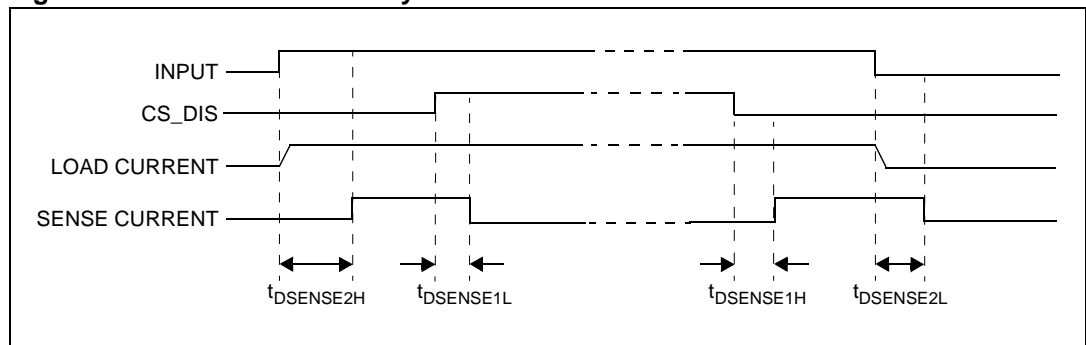 INPUT
CS_DIS
LOAD CURRENT
SENSE CURRENT
tDSENSE2H
tDSENSE1L
tDSENSE1H
tDSENSE2L